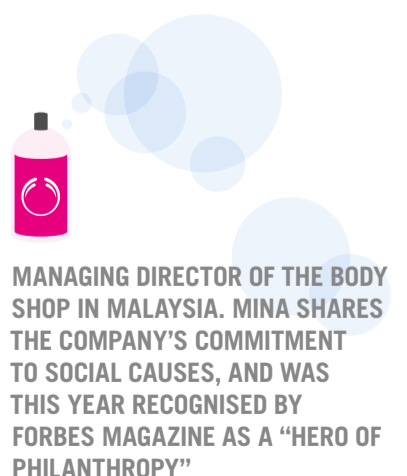 MANAGING DIRECTOR OF THE BODY
SHOP IN MALAYSIA. MINA SHARES
THE COMPANY’S COMMITMENT
TO SOCIAL CAUSES, AND WAS
THIS YEAR RECOGNISED BY
FORBES MAGAZINE AS A “HERO OF
PHILANTHROPY”